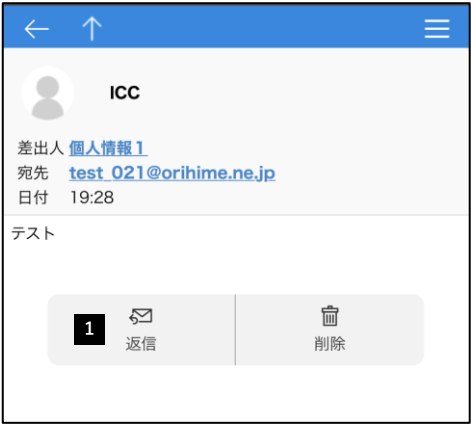 ICC
差出人 個人情報1
宛先 test_021@orihime.ne.jp
日付 19:28
テスト
1
返信
削除